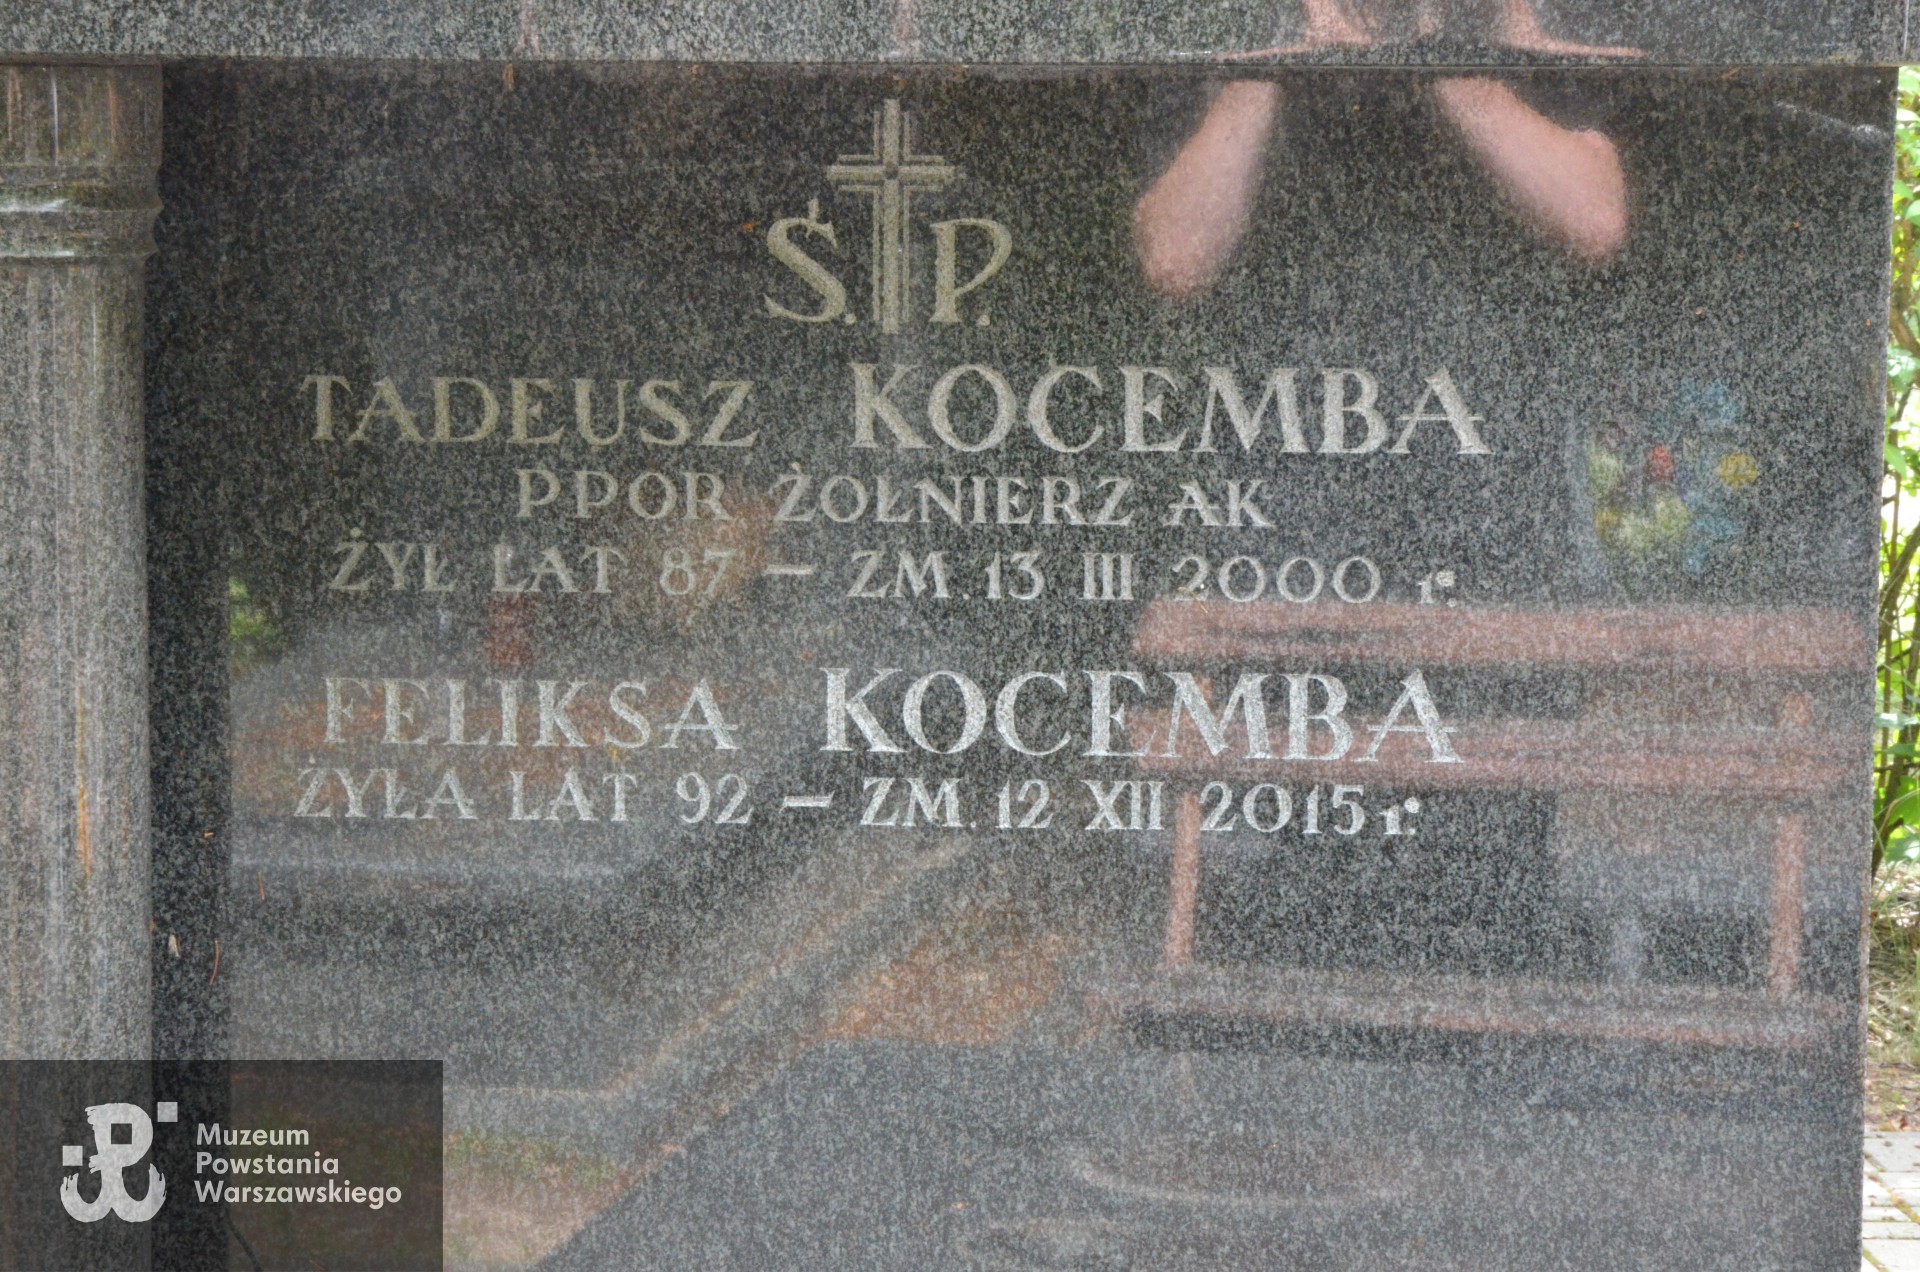 Ś. P.
TADEUSZ KOCEMBA
PPOR ŻOŁNIERZ AK
ŻYŁ LAT 87 – ZM. 13 III 2000 r.
FELIKSA KOCEMBA
ŻYŁA LAT 92 – ZM. 12 XII 2015 r.
Muzeum
Powstania
Warszawskiego